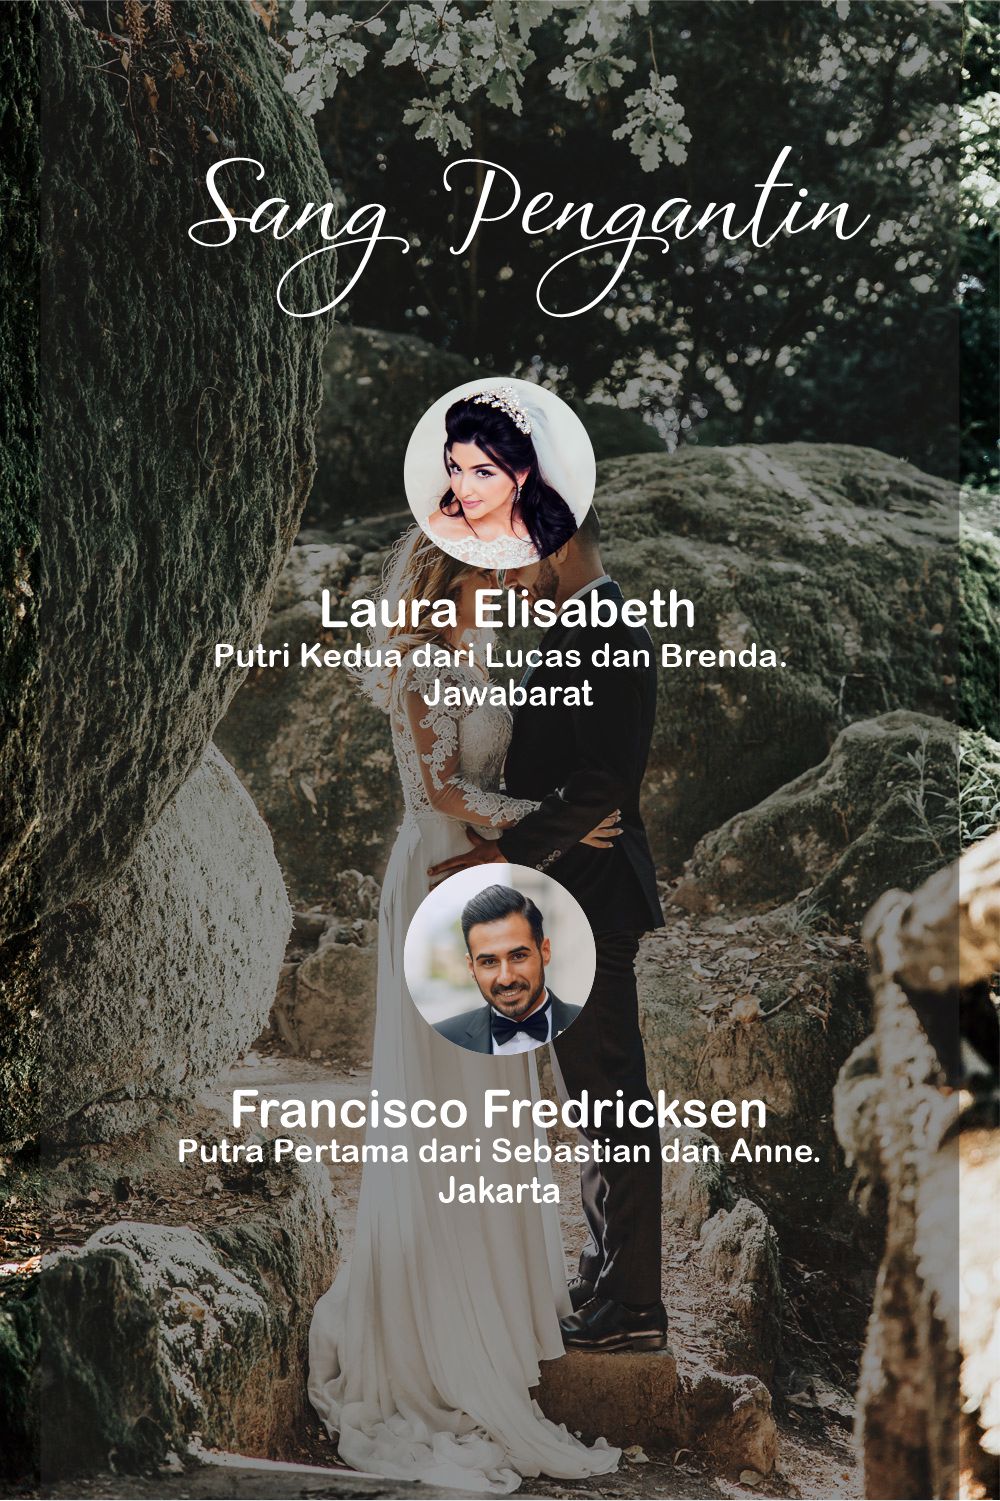 Sang Pengantin
Laura Elisabeth
Putri Kedua dari Lucas dan Brenda.
Jawabarat
Francisco Fredricksen
Putra Pertama dari Sebastian dan Anne.
Jakarta